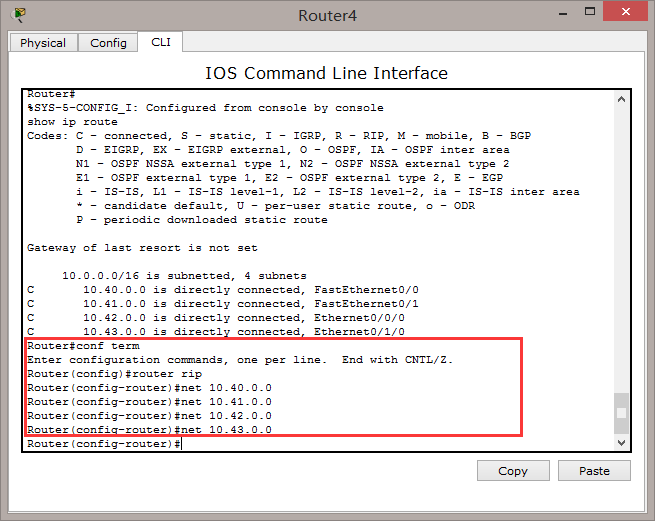 Router4
Physical Config CLI
IOS Command Line Interface
Router#
%SYS-5-CONFIG_I: Configured from console by console
show ip route
Codes: C - connected, S - static, I - IGRP, R - RIP, M - mobile, B - BGP
D - EIGRP, EX - EIGRP external, O - OSPF, IA - OSPF inter area
N1 - OSPF NSSA external type 1, N2 - OSPF NSSA external type 2
E1 - OSPF external type 1, E2 - OSPF external type 2, E - EGP
i - IS-IS, L1 - IS-IS level-1, L2 - IS-IS level-2, ia - IS-IS inter area
* - candidate default, U - per-user static route, o - ODR
P - periodic downloaded static route
Gateway of last resort is not set
10.0.0.0/16 is subnetted, 4 subnets
C 10.40.0.0 is directly connected, FastEthernet0/0
C 10.41.0.0 is directly connected, FastEthernet0/1
C 10.42.0.0 is directly connected, Ethernet0/0/0
C 10.43.0.0 is directly connected, Ethernet0/1/0
Router#conf term
Enter configuration commands, one per line. End with CNTL/Z.
Router(config)#router rip
Router(config-router)#net 10.40.0.0
Router(config-router)#net 10.41.0.0
Router(config-router)#net 10.42.0.0
Router(config-router)#net 10.43.0.0
Router(config-router)#
Copy Paste